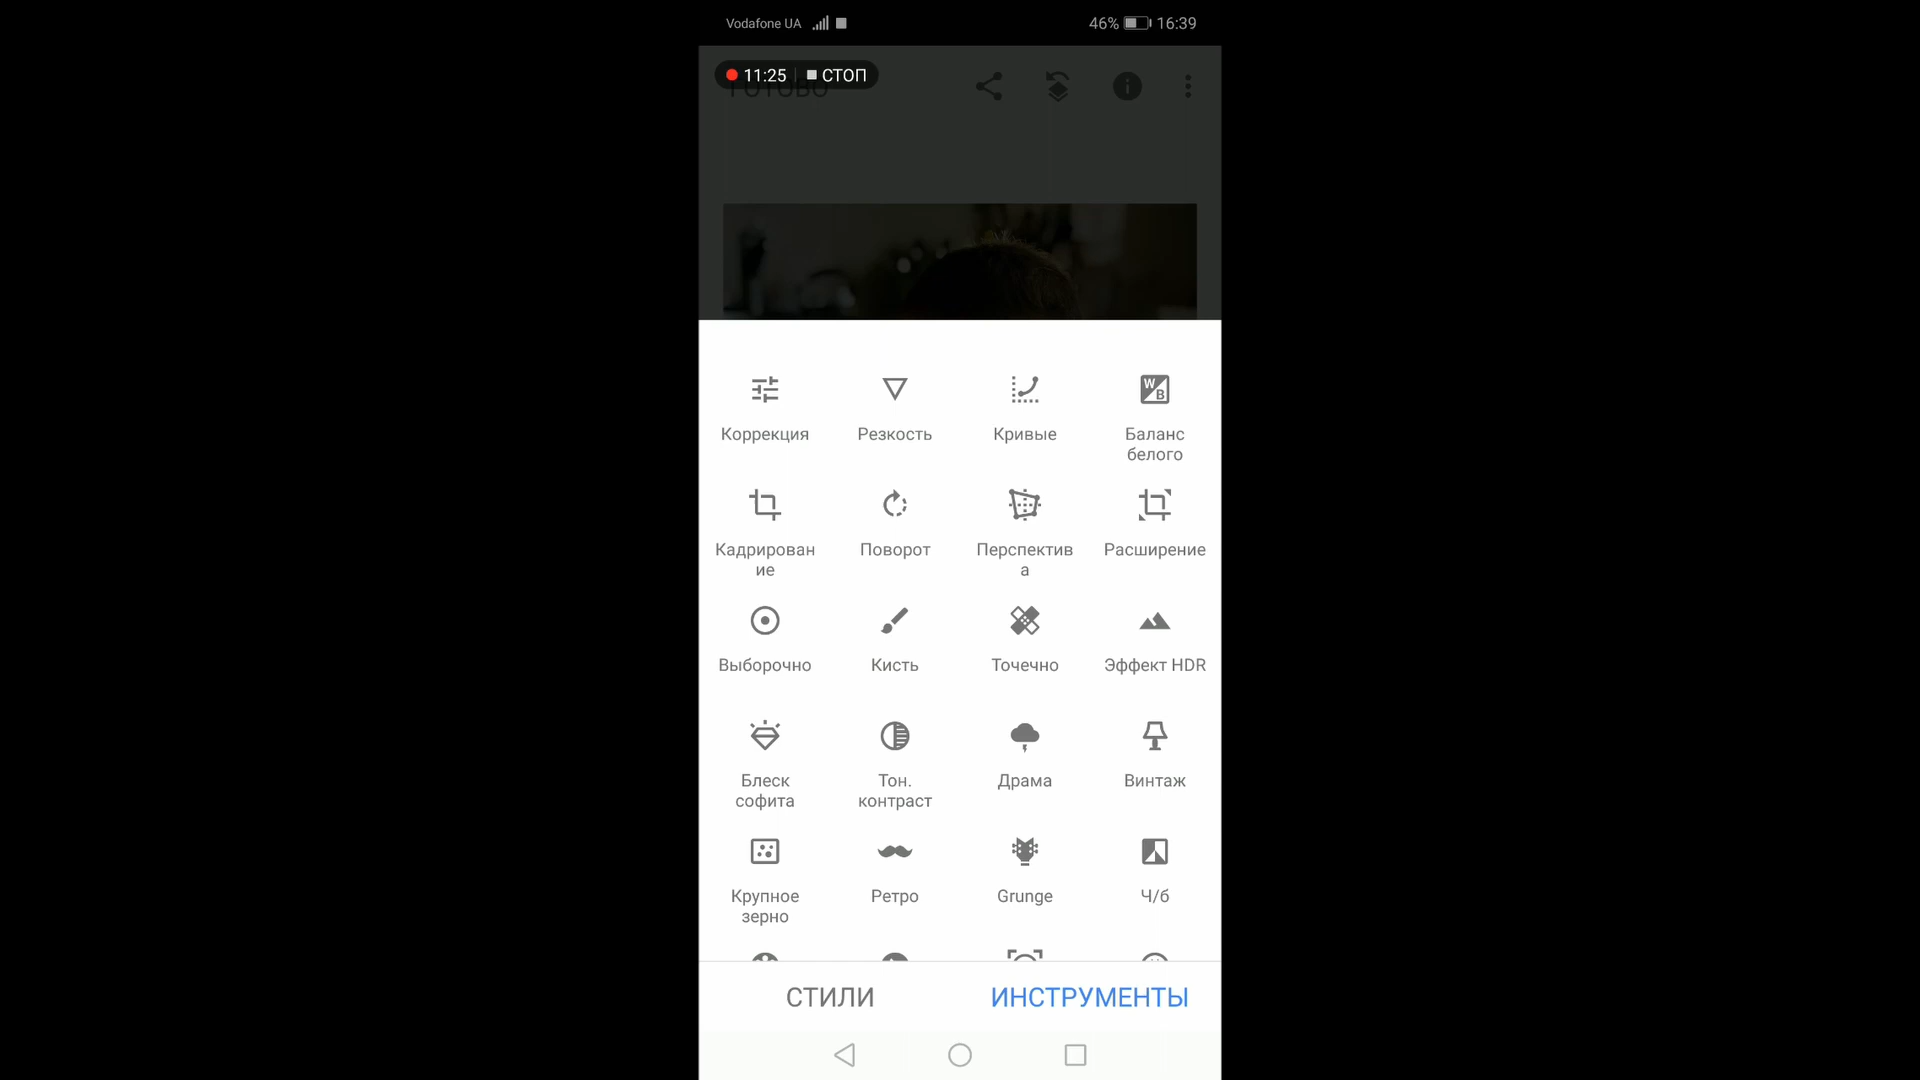 Vodafone UA
46% 16:39
11:25 СТОП
ГОТОВО
Коррекция
Резкость
Кривые
Баланс
белого
Кадрирован
ие
Поворот
Перспектив
а
Расширение
Выборочно
Кисть
Точечно
Эффект HDR
Блеск
софита
Тон.
контраст
Драма
Винтаж
Крупное
зерно
Ретро
Grunge
Ч/б
СТИЛИ
ИНСТРУМЕНТЫ